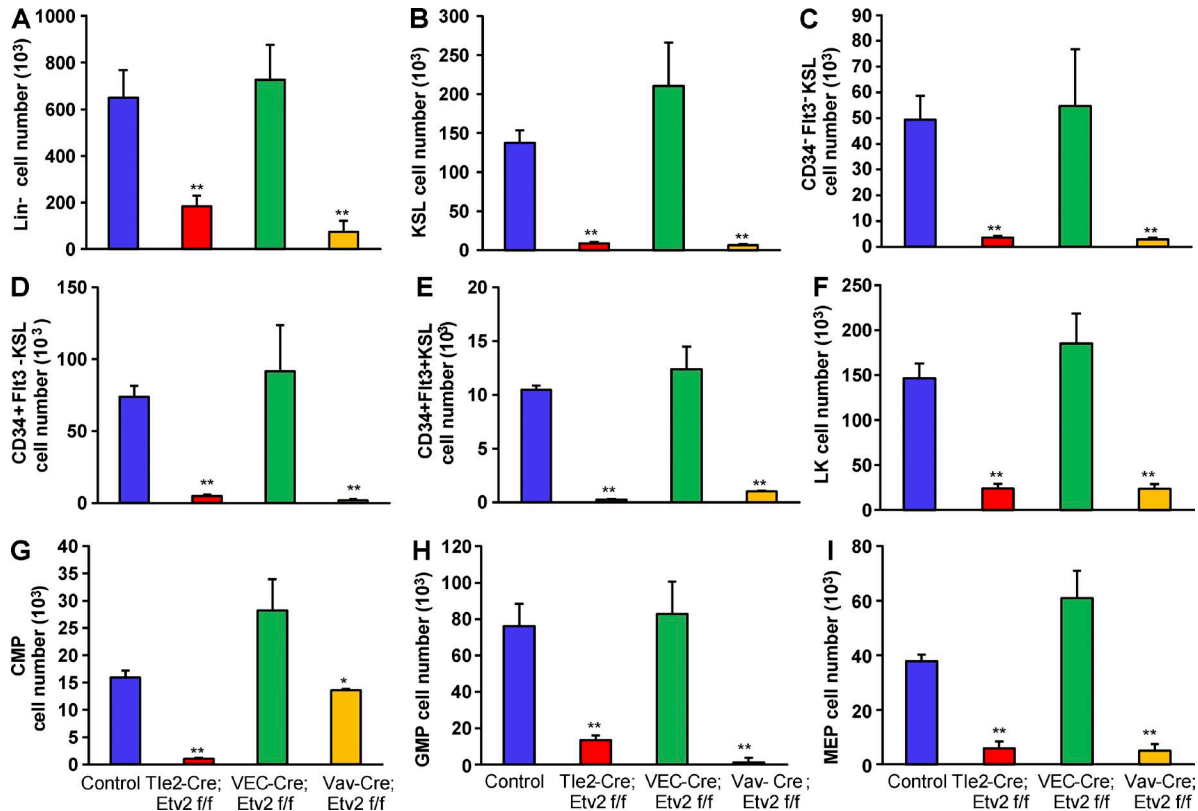 A
Lin- cell number (10³)
1000
800
600
400
200
0
**
**
B
KSL cell number (10³)
300
250
200
150
100
50
0
**
**
C
CD34⁻ Flt3⁻ KSL
cell number (10³)
90
80
70
60
50
40
30
20
10
0
**
**
D
CD34+ Flt3 -KSL
cell number (10³)
150
100
50
0
**
**
E
CD34+Flt3+KSL
cell number (10³)
20
15
10
5
0
**
**
F
LK cell number (10³)
250
200
150
100
50
0
**
**
G
CMP
cell number (10³)
40
35
30
25
20
15
10
5
0
**
*
Control Tle2-Cre; VEC-Cre; Vav-Cre;
Etv2 f/f Etv2 f/f Etv2 f/f
H
GMP cell number (10³)
120
100
80
60
40
20
0
**
**
Control Tle2-Cre; VEC-Cre; Vav- Cre ;
Etv2 f/f Etv2 f/f Etv2 f/f
I
MEP cell number (10³)
80
60
40
20
0
**
**
Control Tle2-Cre; VEC-Cre; Vav-Cre;
Etv2 f/f Etv2 f/f Etv2 f/f